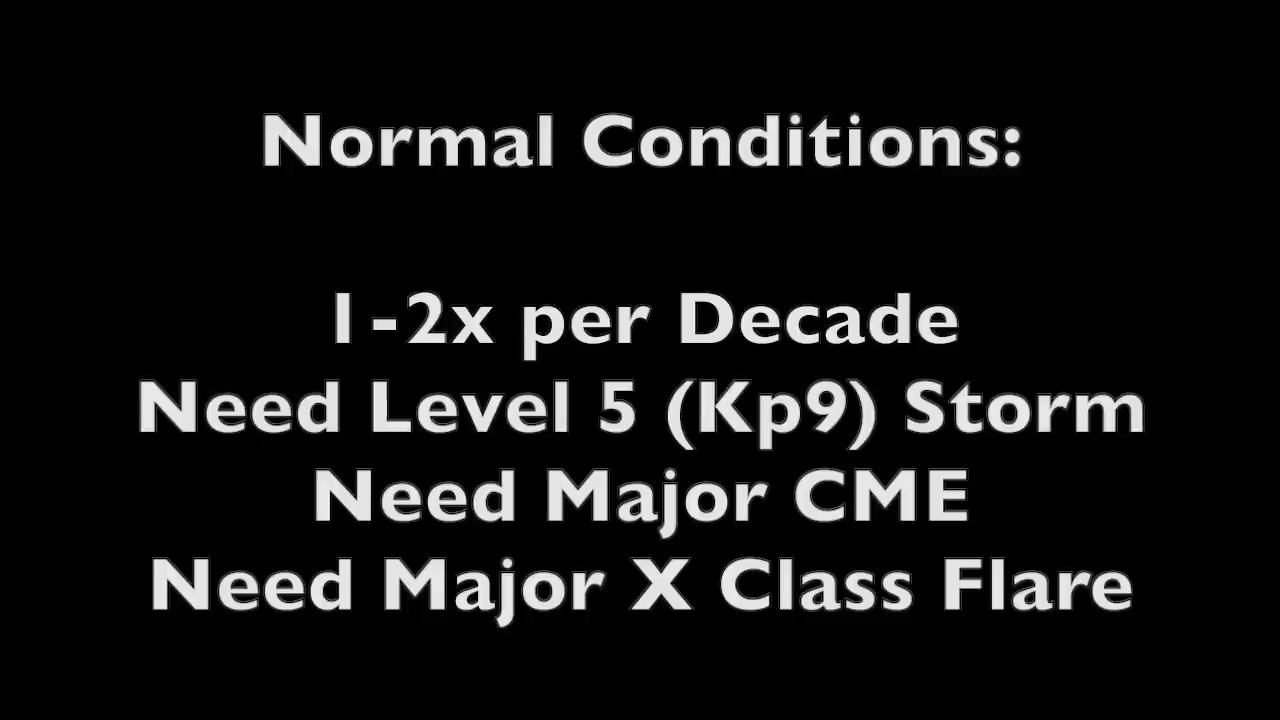 Normal Conditions:
1-2x per Decade
Need Level 5 (Kp9) Storm
Need Major CME
Need Major X Class Flare